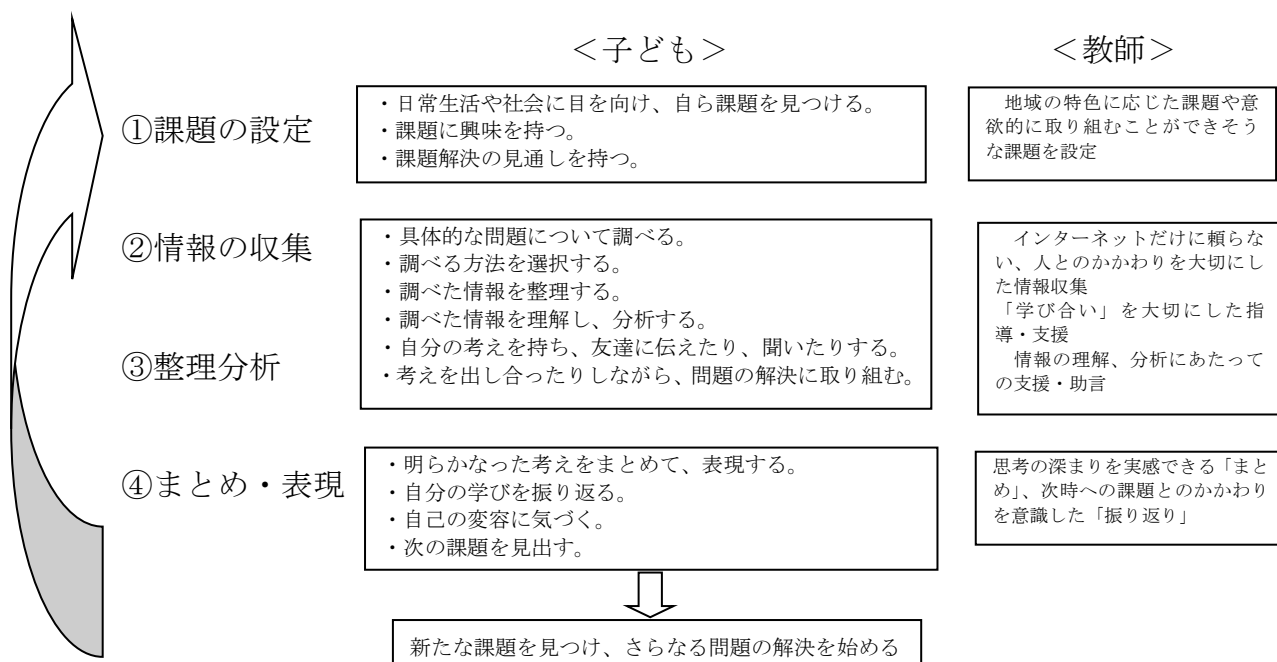 ＜子ども＞
＜教師＞
①課題の設定
・日常生活や社会に目を向け、自ら課題を見つける。
・課題に興味を持つ。
・課題解決の見通しを持つ。
地域の特色に応じた課題や意
欲的に取り組むことができそう
な課題を設定
②情報の収集
③整理分析
・具体的な問題について調べる。
・調べる方法を選択する。
・調べた情報を整理する。
・調べた情報を理解し、分析する。
・自分の考えを持ち、友達に伝えたり、聞いたりする。
・考えを出し合ったりしながら、問題の解決に取り組む。
インターネットだけに頼らな
い、人とのかかわりを大切にし
た情報収集
「学び合い」を大切にした指
導・支援
情報の理解、分析にあたって
の支援・助言
④まとめ・表現
・明らかなった考えをまとめて、表現する。
・自分の学びを振り返る。
・自己の変容に気づく。
・次の課題を見出す。
思考の深まりを実感できる「まと
め」、次時への課題とのかかわり
を意識した「振り返り」
新たな課題を見つけ、さらなる問題の解決を始める